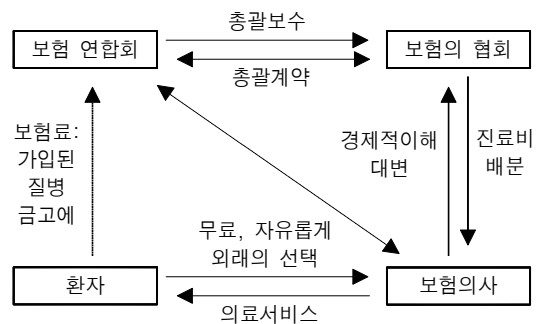 총괄보수
보험 연합회
보험의 협회
총괄계약
보험료:
가입된
질병
금고에
경제적이해
대변
진료비
배분
무료, 자유롭게
외래의 선택
환자
보험의사
의료서비스